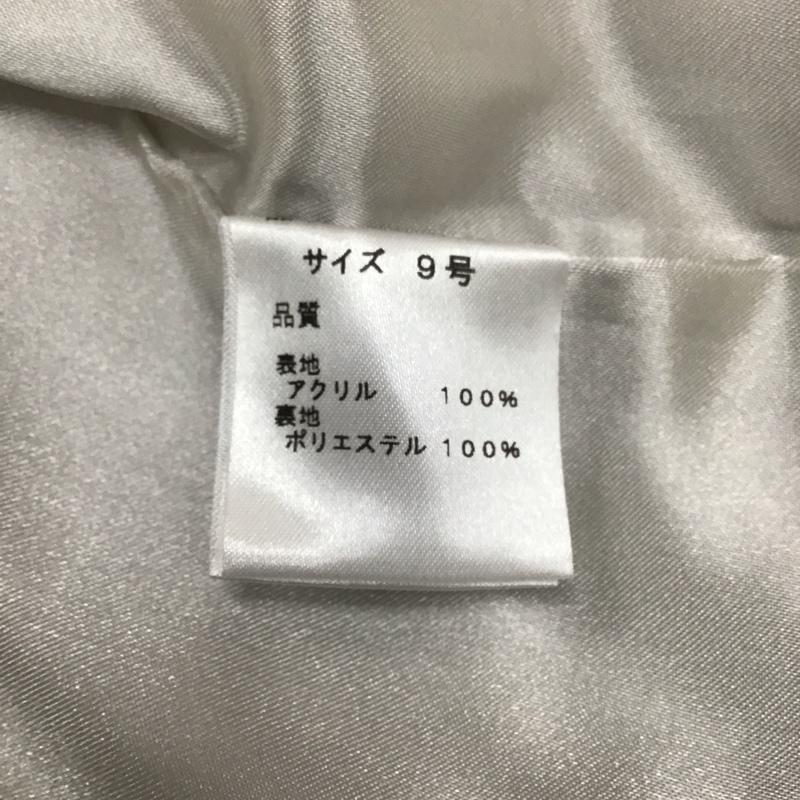 サイズ ９号
品質
表地
アクリル １００％
裏地
ポリエステル １００％